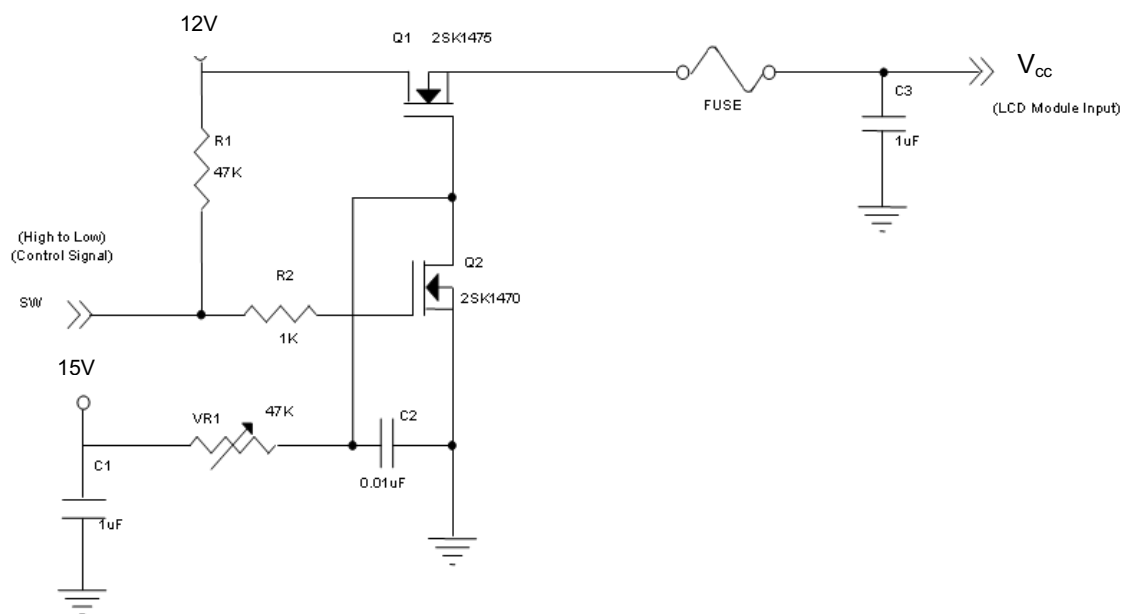 12V
Q1 2SK1475
V_cc
FUSE
C3
(LCD Module Input)
1uF
R1
47K
(High to Low)
(Control Signal)
R2
Q2
SW
2SK1470
1K
15V
VR1
47K
C2
C1
0.01uF
1uF